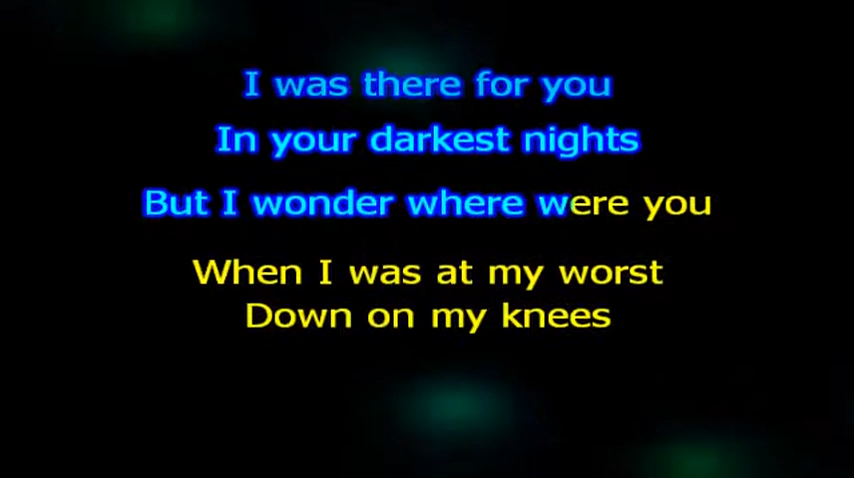 I was there for you
In your darkest nights
But I wonder where were you
When I was at my worst
Down on my knees